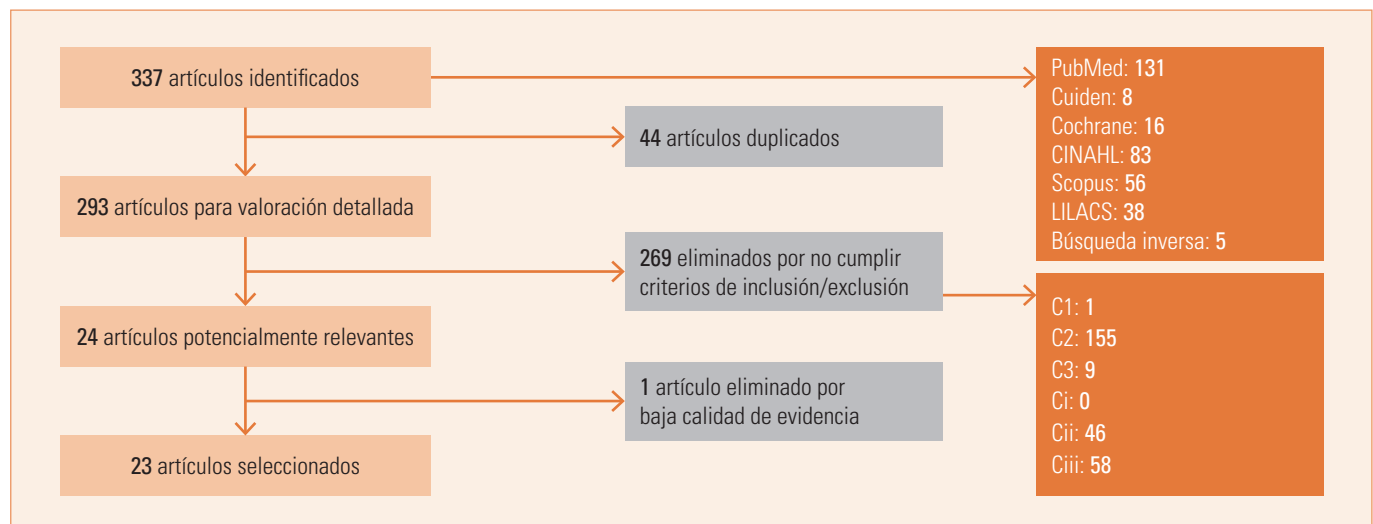 337 artículos identificados
PubMed: 131
Cuiden: 8
Cochrane: 16
CINAHL: 83
Scopus: 56
LILACS: 38
Búsqueda inversa: 5
44 artículos duplicados
293 artículos para valoración detallada
269 eliminados por no cumplir
criterios de inclusión/exclusión
C1: 1
C2: 155
C3: 9
Ci: 0
Cii: 46
Ciii: 58
24 artículos potencialmente relevantes
1 artículo eliminado por
baja calidad de evidencia
23 artículos seleccionados